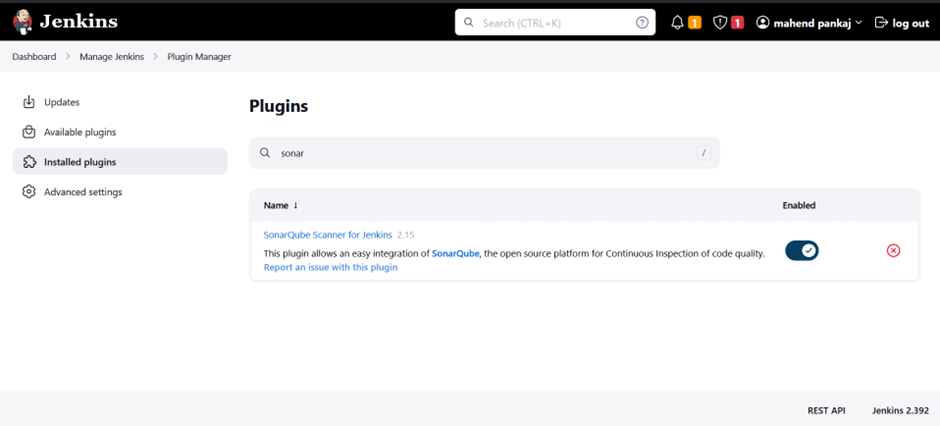 Jenkins
Search (CTRL+K)
1
1
mahend pankaj
log out
Dashboard
Manage Jenkins
Plugin Manager
Updates
Available plugins
Installed plugins
Advanced settings
Plugins
sonar
/
Name ↓
Enabled
SonarQube Scanner for Jenkins 2.15
This plugin allows an easy integration of SonarQube, the open source platform for Continuous Inspection of code quality.
Report an issue with this plugin
REST API
Jenkins 2.392